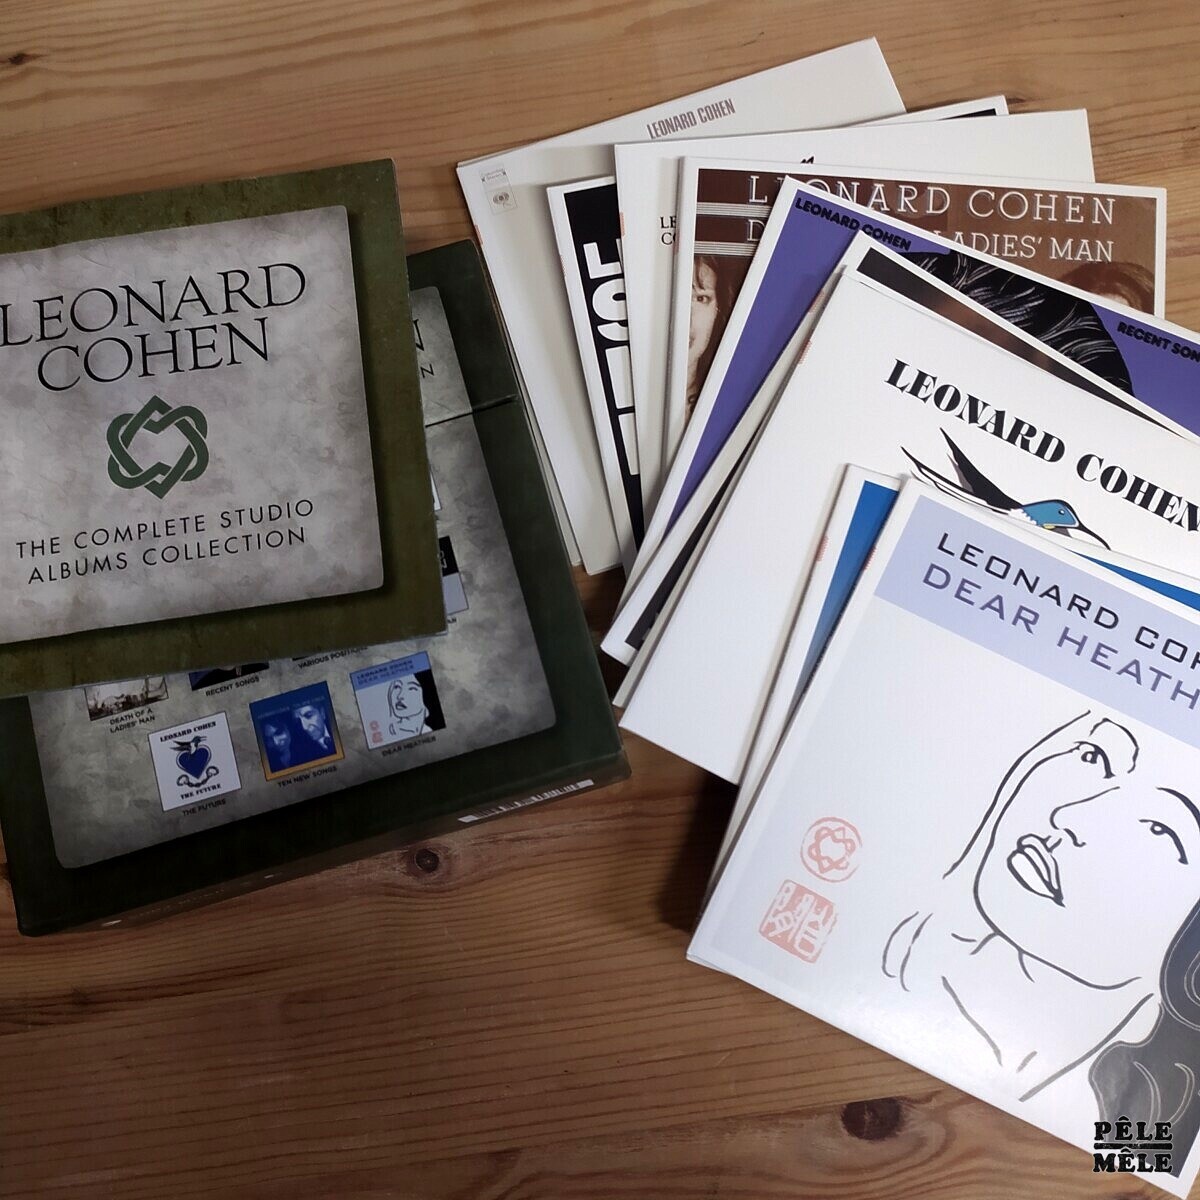 LEONARD
COHEN
THE COMPLETE STUDIO
ALBUMS COLLECTION
N
N
DEATH OF A
LADIES' MAN
RECENT SONGS
VARIOUS POSITIONS
LEONARD COHEN
THE FUTURE
THE FUTURE
TEN NEW SONGS
LEONARD COHEN
DEAR HEATHER
DEAR HEATHER
LEONARD COHEN
LE
CO
LEONARD COHEN
LADIES' MAN
LEONARD COHEN
RECENT SON
LEONARD COHEN
LEONARD COH
DEAR HEATH
PÊLE
MÊLE